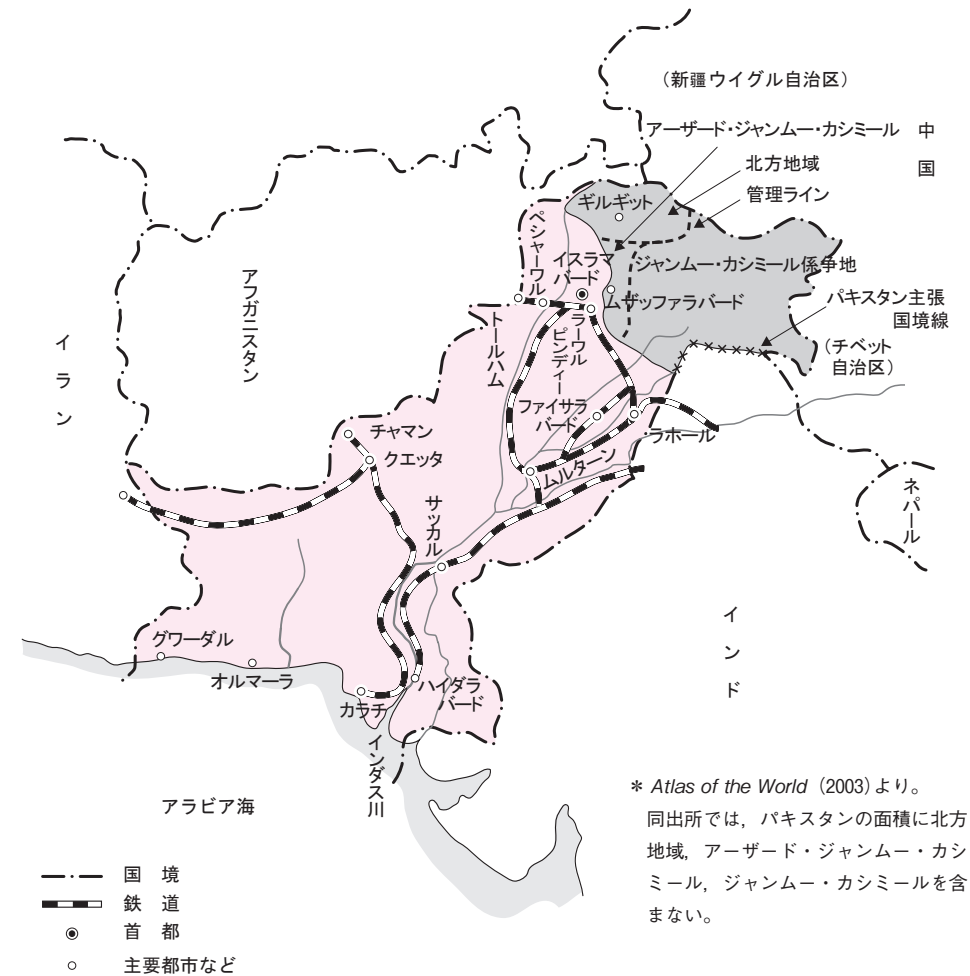 （新疆ウイグル自治区）
アーザード・ジャンムー・カシミール
中国
北方地域
管理ライン
ギルギット
ペシャーワル
イスラマ
バード
ジャンムー・カシミール係争地
ムザッファラバード
パキスタン主張
国境線
（チベット
自治区）
アフガニスタン
イラン
トールハム
ラーワル
ピンディー
ファイサラ
バード
ラホール
チャマン
クエッタ
ムルターン
サッカル
ネパール
インド
グワーダル
オルマーラ
カラチ
ハイダラ
バード
インダス川
アラビア海
＊ Atlas of the World（2003）より。
同出所では，パキスタンの面積に北方
地域，アーザード・ジャンムー・カシ
ミール，ジャンムー・カシミールを含
まない。
国　境
鉄　道
首　都
主要都市など